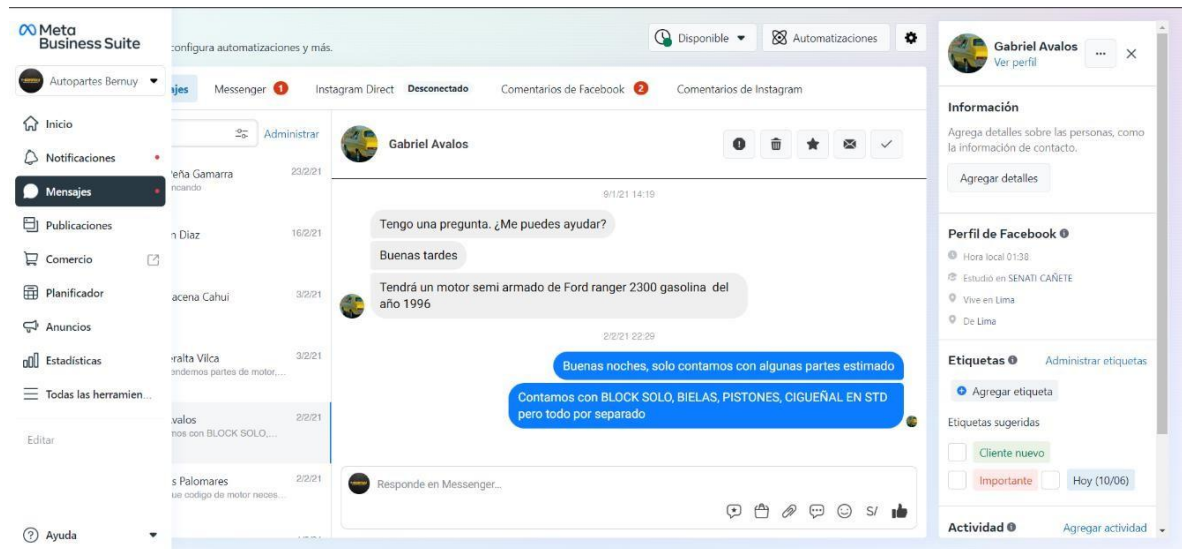 Meta
Business Suite
configura automatizaciones y más.
Disponible
Automatizaciones
Autopartes Bernuy
Inicio
Notificaciones
Mensajes
Publicaciones
Comercio
Planificador
Anuncios
Estadísticas
Todas las herramien...
Editar
Ayuda
ajes
Messenger 1
Instagram Direct Desconectado
Comentarios de Facebook 2
Comentarios de Instagram
Administrar
Peña Gamarra 23/2/21
n Diaz 16/2/21
acena Cahui 3/2/21
eralta Vilca 3/2/21
endemos partes de motor,...
valos 2/2/21
mos con BLOCK SOLO,...
s Palomares 2/2/21
ue codigo de motor neces...
Gabriel Avalos
9/1/21 14:19
Tengo una pregunta. ¿Me puedes ayudar?
Buenas tardes
Tendrá un motor semi armado de Ford ranger 2300 gasolina del
año 1996
2/2/21 22:29
Buenas noches, solo contamos con algunas partes estimado
Contamos con BLOCK SOLO, BIELAS, PISTONES, CIGUEÑAL EN STD
pero todo por separado
Responde en Messenger...
S/
Gabriel Avalos
Ver perfil
Información
Agrega detalles sobre las personas, como
la información de contacto.
Agregar detalles
Perfil de Facebook
Hora local 01:38
Estudió en SENATI CAÑETE
Vive en Lima
De Lima
Etiquetas
Administrar etiquetas
Agregar etiqueta
Etiquetas sugeridas
Cliente nuevo
Importante
Hoy (10/06)
Actividad
Agregar actividad